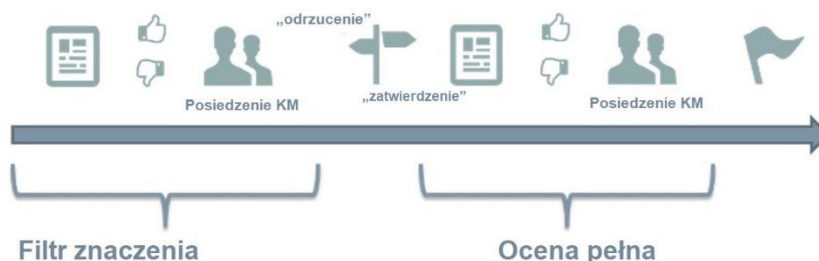 „odrzucenie”
„zatwierdzenie”
Posiedzenie KM
Posiedzenie KM
Filtr znaczenia
Ocena pełna